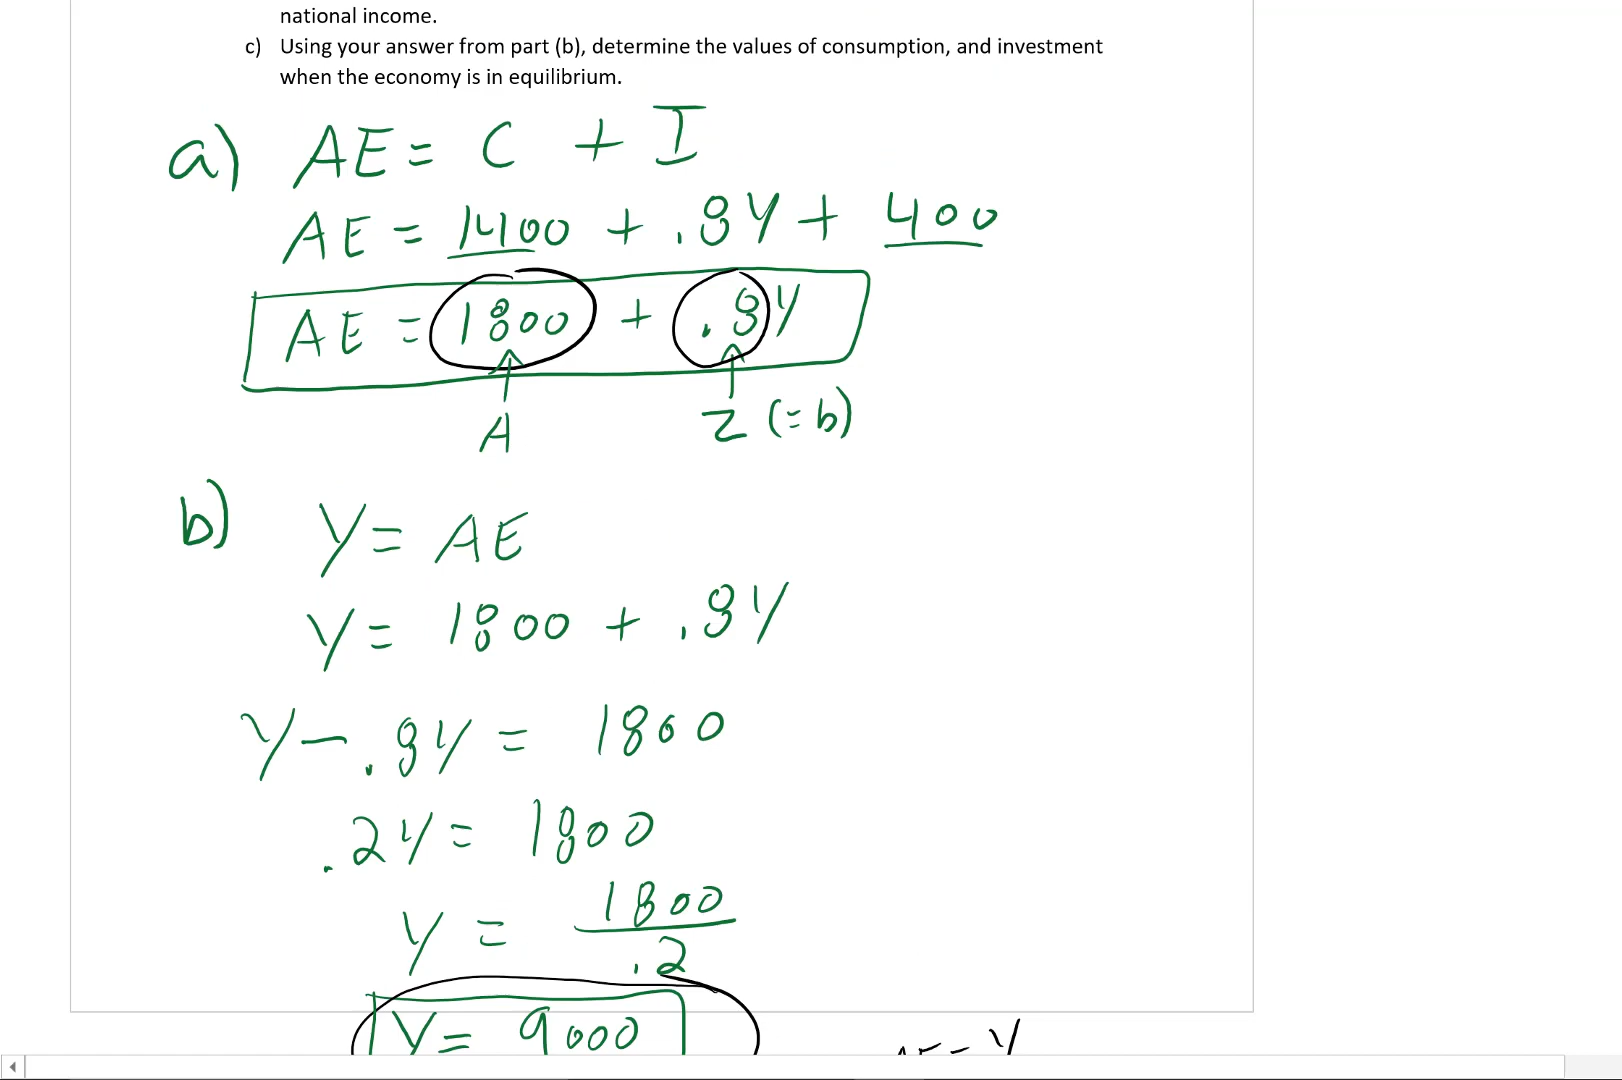 national income.
c) Using your answer from part (b), determine the values of consumption, and investment
when the economy is in equilibrium.
a) AE = C + I
AE = 1400 + .8Y + 400
AE = 1800 + .8Y
A Z (= b)
b) Y = AE
Y = 1800 + .8Y
Y - .8Y = 1800
.2Y = 1800
Y = 1800
.2
Y = 9000